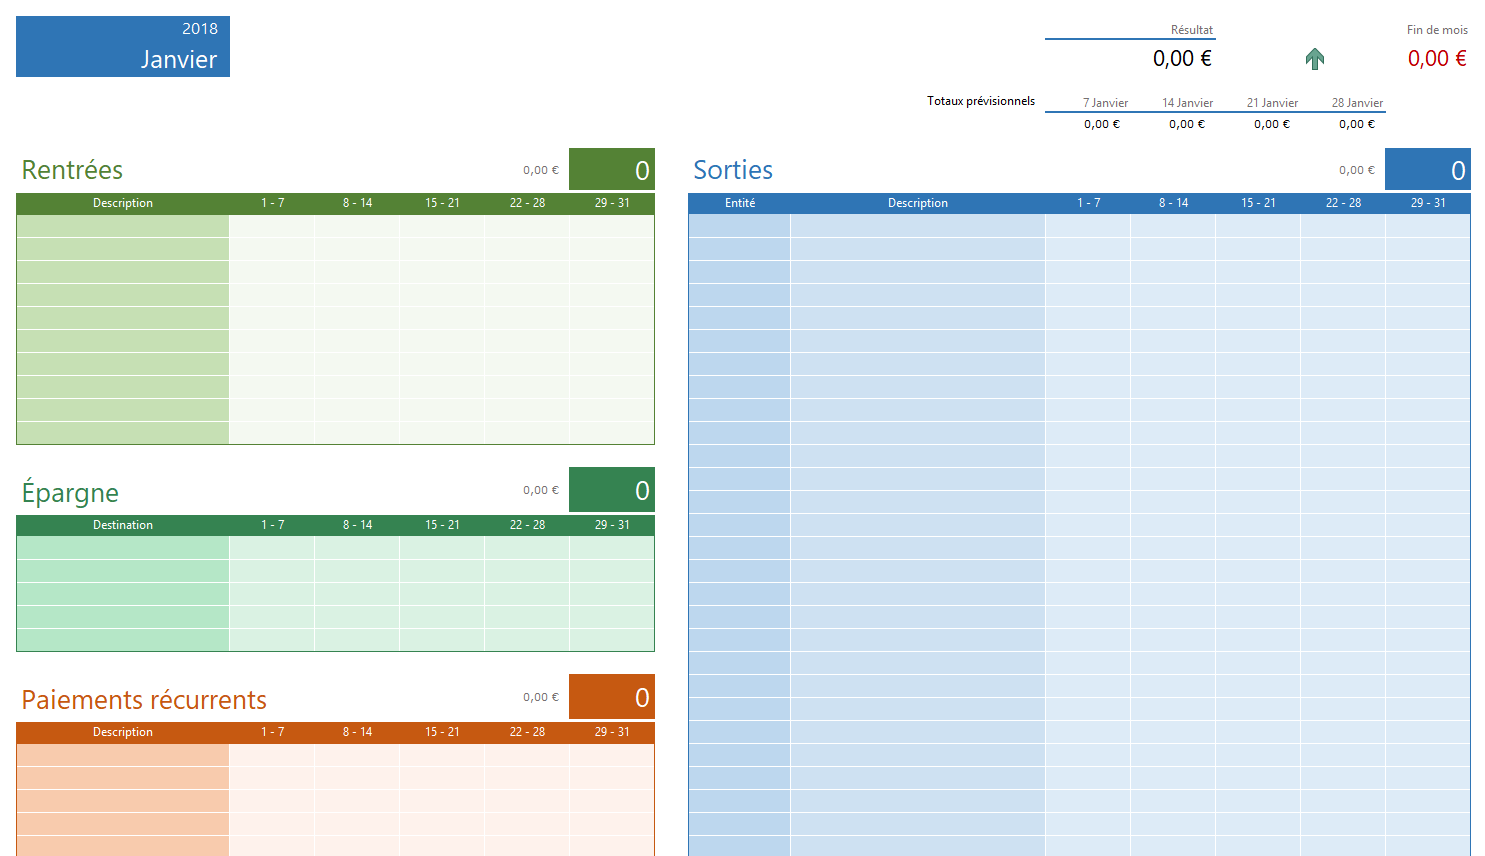 2018
Janvier
Résultat
Fin de mois
0,00 €
0,00 €
Totaux prévisionnels
7 Janvier 14 Janvier 21 Janvier 28 Janvier
0,00 € 0,00 € 0,00 € 0,00 €
Rentrées 0,00 € 0
Description 1 - 7 8 - 14 15 - 21 22 - 28 29 - 31
Épargne 0,00 € 0
Destination 1 - 7 8 - 14 15 - 21 22 - 28 29 - 31
Paiements récurrents 0,00 € 0
Description 1 - 7 8 - 14 15 - 21 22 - 28 29 - 31
Sorties 0,00 € 0
Entité Description 1 - 7 8 - 14 15 - 21 22 - 28 29 - 31